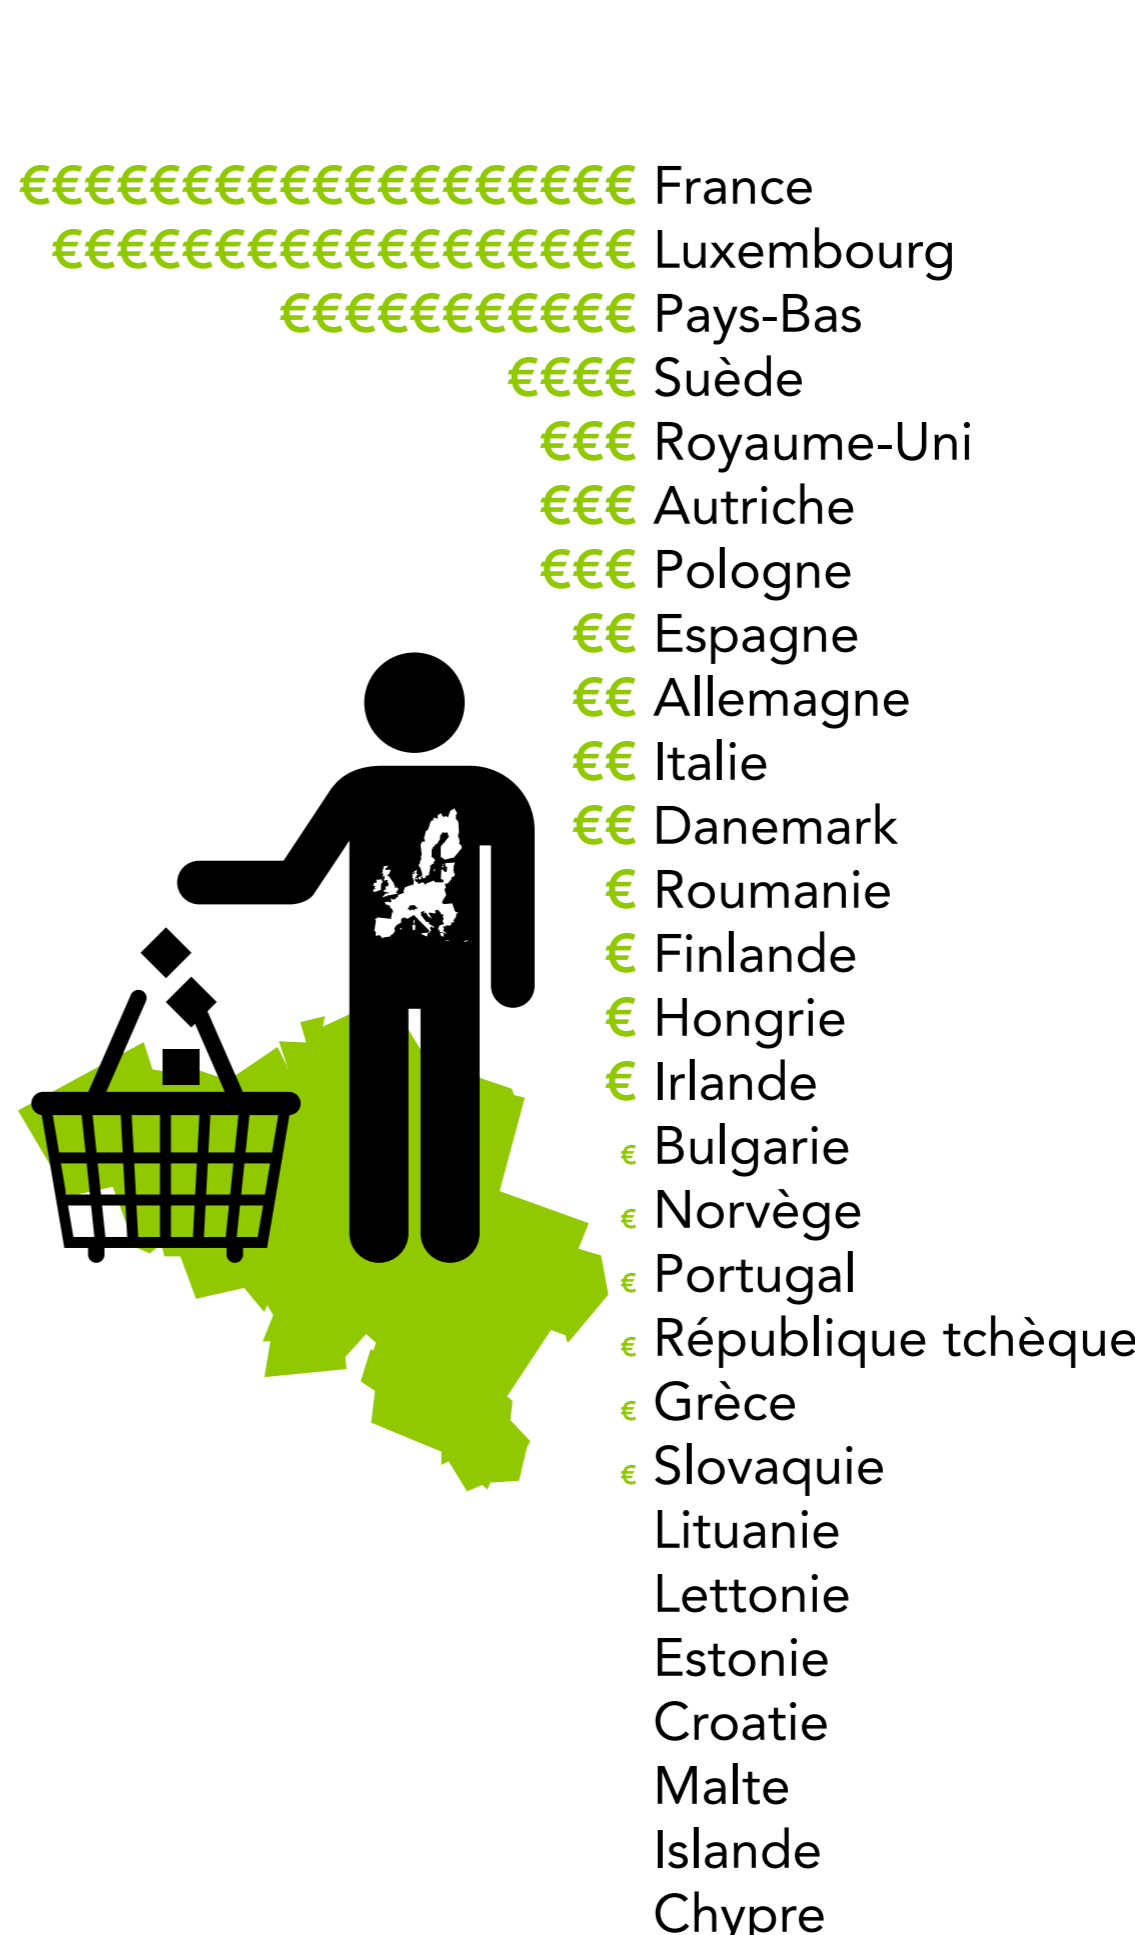 €€€€€€€€€€€€€€€€€€€ France
€€€€€€€€€€€€€€€€€€ Luxembourg
€€€€€€€€€€€ Pays-Bas
€€€€ Suède
€€€ Royaume-Uni
€€€ Autriche
€€€ Pologne
€€ Espagne
€€ Allemagne
€€ Italie
€€ Danemark
€ Roumanie
€ Finlande
€ Hongrie
€ Irlande
€ Bulgarie
€ Norvège
€ Portugal
€ République tchèque
€ Grèce
€ Slovaquie
Lituanie
Lettonie
Estonie
Croatie
Malte
Islande
Chypre